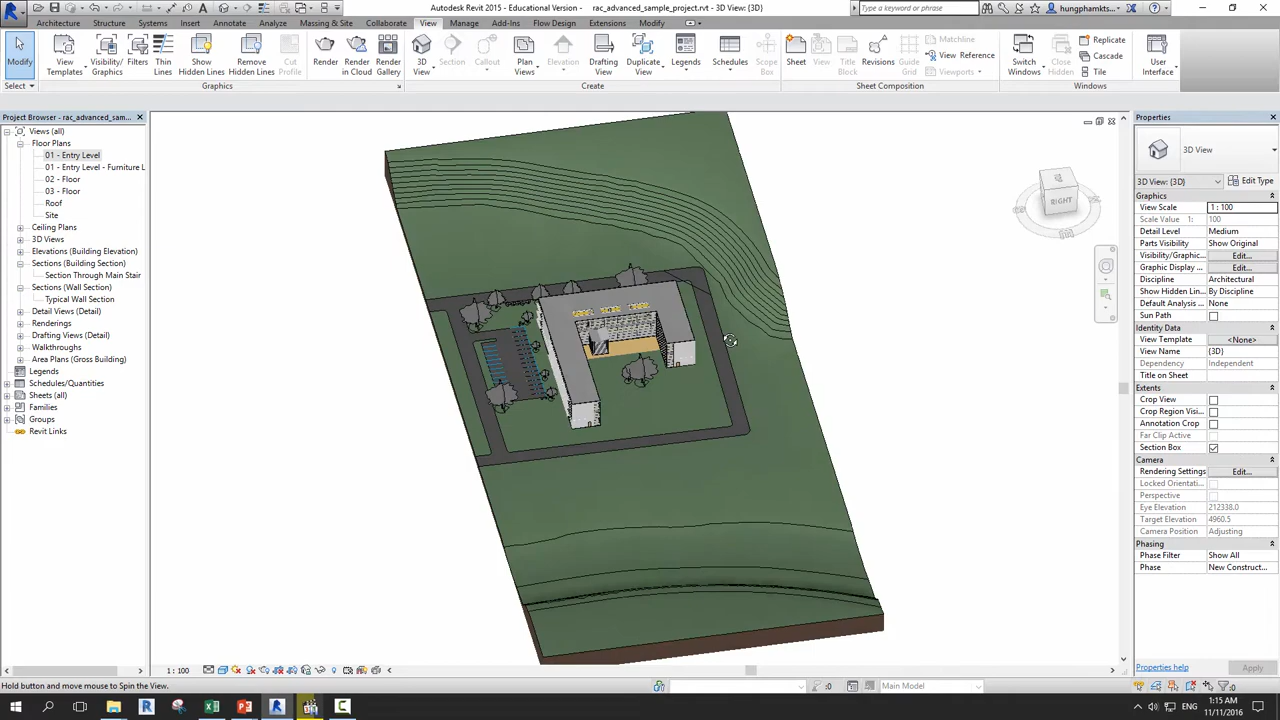 Autodesk Revit 2015 - Educational Version - rac_advanced_sample_project.rvt - 3D View: {3D}
Type a keyword or phrase
hungphamkts...
Architecture Structure Systems Insert Annotate Analyze Massing & Site Collaborate View Manage Add-Ins Flow Design Extensions Modify
Modify
View Templates
Visibility/ Graphics
Filters
Thin Lines
Show Hidden Lines
Remove Hidden Lines
Cut Profile
Render
Render in Cloud
Render Gallery
3D View
Section
Callout
Plan Views
Elevation
Drafting View
Duplicate View
Legends
Schedules
Scope Box
Sheet
View
Title Block
Revisions
Guide Grid
Matchline
View Reference
Viewports
Switch Windows
Close Hidden
Replicate
Cascade
Tile
User Interface
Select
Graphics
Create
Sheet Composition
Windows
Project Browser - rac_advanced_sam...
Views (all)
Floor Plans
01 - Entry Level
01 - Entry Level - Furniture L
02 - Floor
03 - Floor
Roof
Site
Ceiling Plans
3D Views
Elevations (Building Elevation)
Sections (Building Section)
Section Through Main Stair
Sections (Wall Section)
Typical Wall Section
Detail Views (Detail)
Renderings
Drafting Views (Detail)
Walkthroughs
Area Plans (Gross Building)
Legends
Schedules/Quantities
Sheets (all)
Families
Groups
Revit Links
RIGHT
Properties
3D View
3D View: {3D}
Edit Type
Graphics
View Scale 1 : 100
Scale Value 1: 100
Detail Level Medium
Parts Visibility Show Original
Visibility/Graphic... Edit...
Graphic Display ... Edit...
Discipline Architectural
Show Hidden Lin... By Discipline
Default Analysis ... None
Sun Path
Identity Data
View Template <None>
View Name {3D}
Dependency Independent
Title on Sheet
Extents
Crop View
Crop Region Visi...
Annotation Crop
Far Clip Active
Section Box
Camera
Rendering Settings Edit...
Locked Orientati...
Perspective
Eye Elevation 212338.0
Target Elevation 4960.5
Camera Position Adjusting
Phasing
Phase Filter Show All
Phase New Construct...
Properties help
Apply
1 : 100
Hold button and move mouse to Spin the View.
:0
Main Model
:0
ENG
1:15 AM
11/11/2016